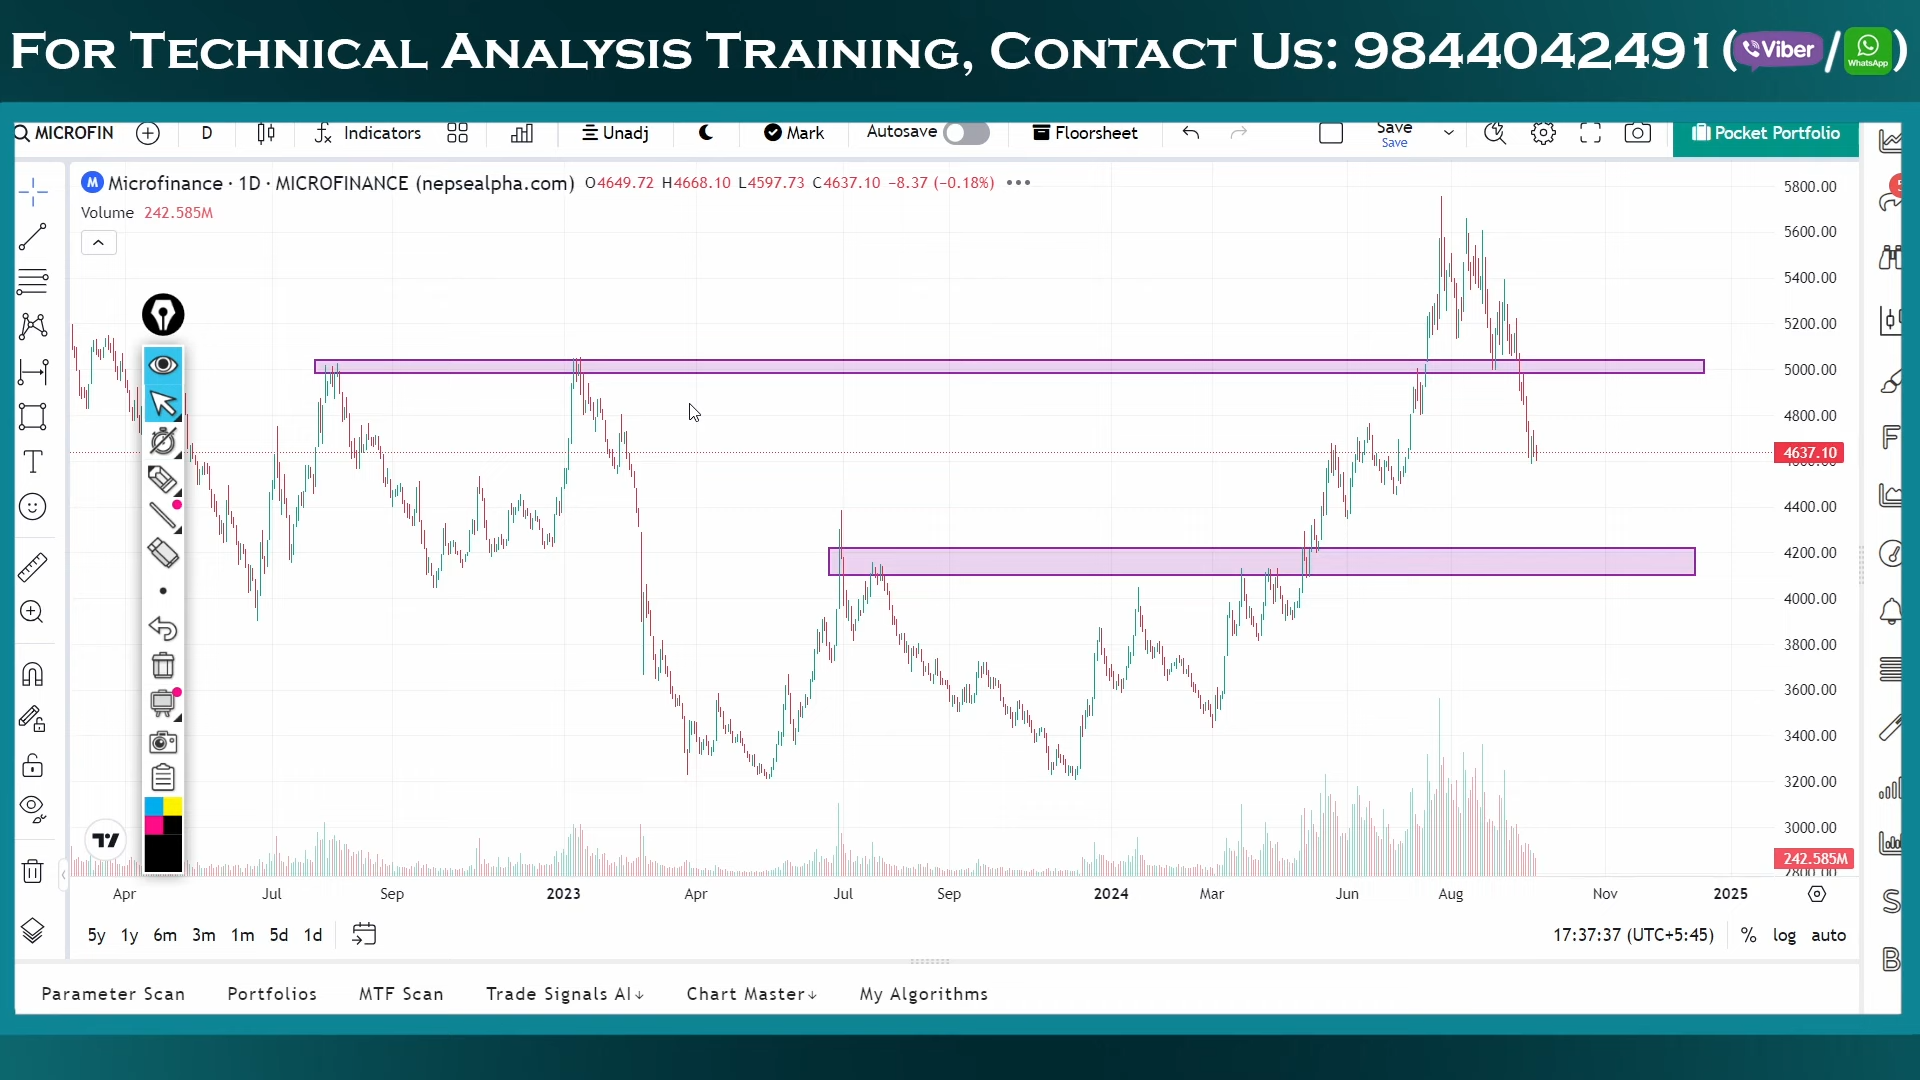 FOR TECHNICAL ANALYSIS TRAINING, CONTACT US: 9844042491(Viber/WhatsApp)
MICROFIN D Indicators Unadj Mark Autosave Floorsheet Save Pocket Portfolio
Save
M Microfinance · 1D · MICROFINANCE (nepsealpha.com) O4649.72 H4668.10 L4597.73 C4637.10 −8.37 (−0.18%)
Volume 242.585M
5800.00
5600.00
5400.00
5200.00
5000.00
4800.00
4637.10
4400.00
4200.00
4000.00
3800.00
3600.00
3400.00
3200.00
3000.00
242.585M
Apr Jul Sep 2023 Apr Jul Sep 2024 Mar Jun Aug Nov 2025
5y 1y 6m 3m 1m 5d 1d 17:37:37 (UTC+5:45) % log auto
Parameter Scan Portfolios MTF Scan Trade Signals AI↓ Chart Master↓ My Algorithms
T
F
S
B